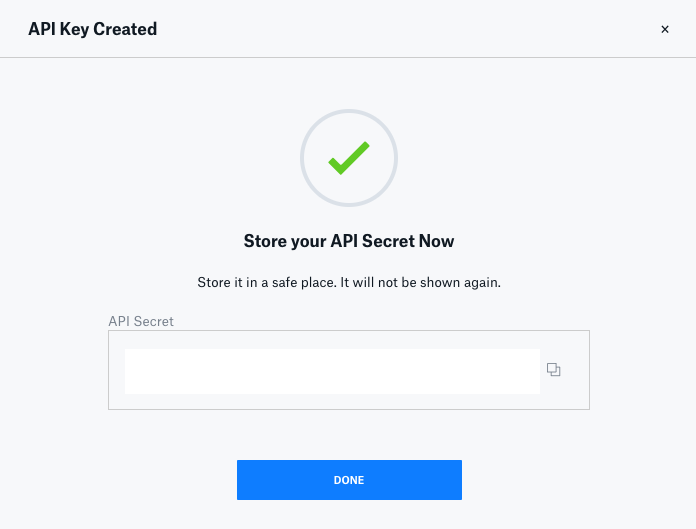 API Key Created
Store your API Secret Now
Store it in a safe place. It will not be shown again.
API Secret
DONE